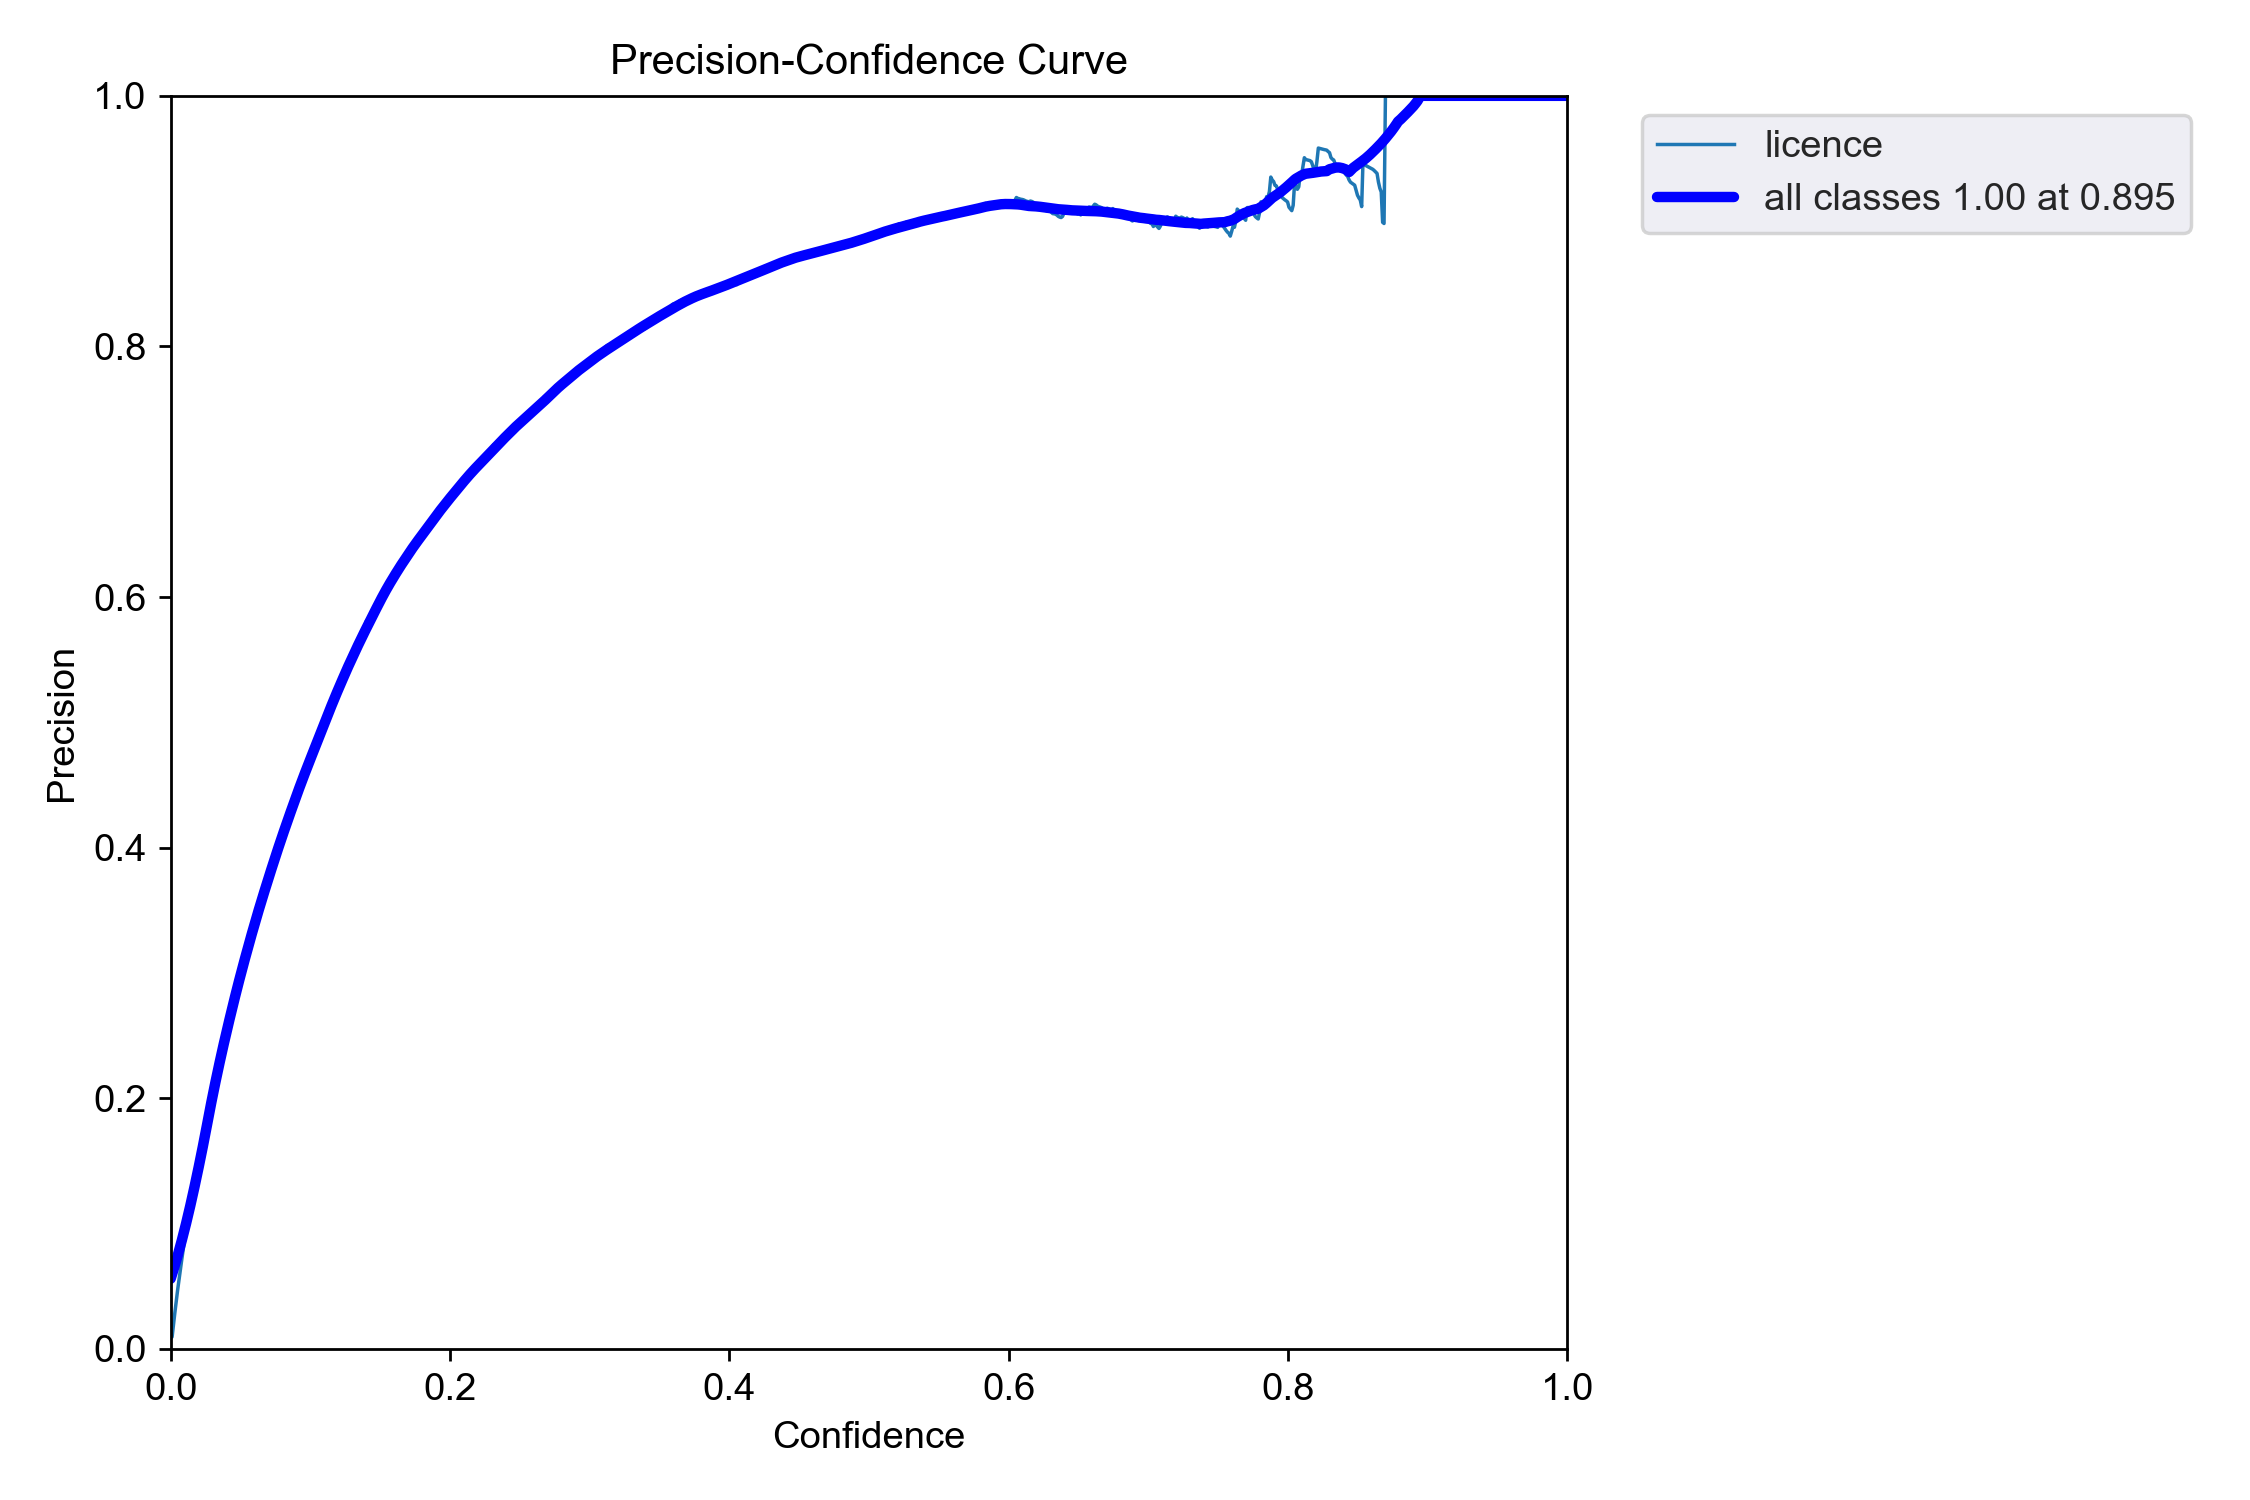 Precision-Confidence Curve
1.0
0.8
0.6
0.4
0.2
0.0
Precision
0.0 0.2 0.4 0.6 0.8 1.0
Confidence
licence
all classes 1.00 at 0.895